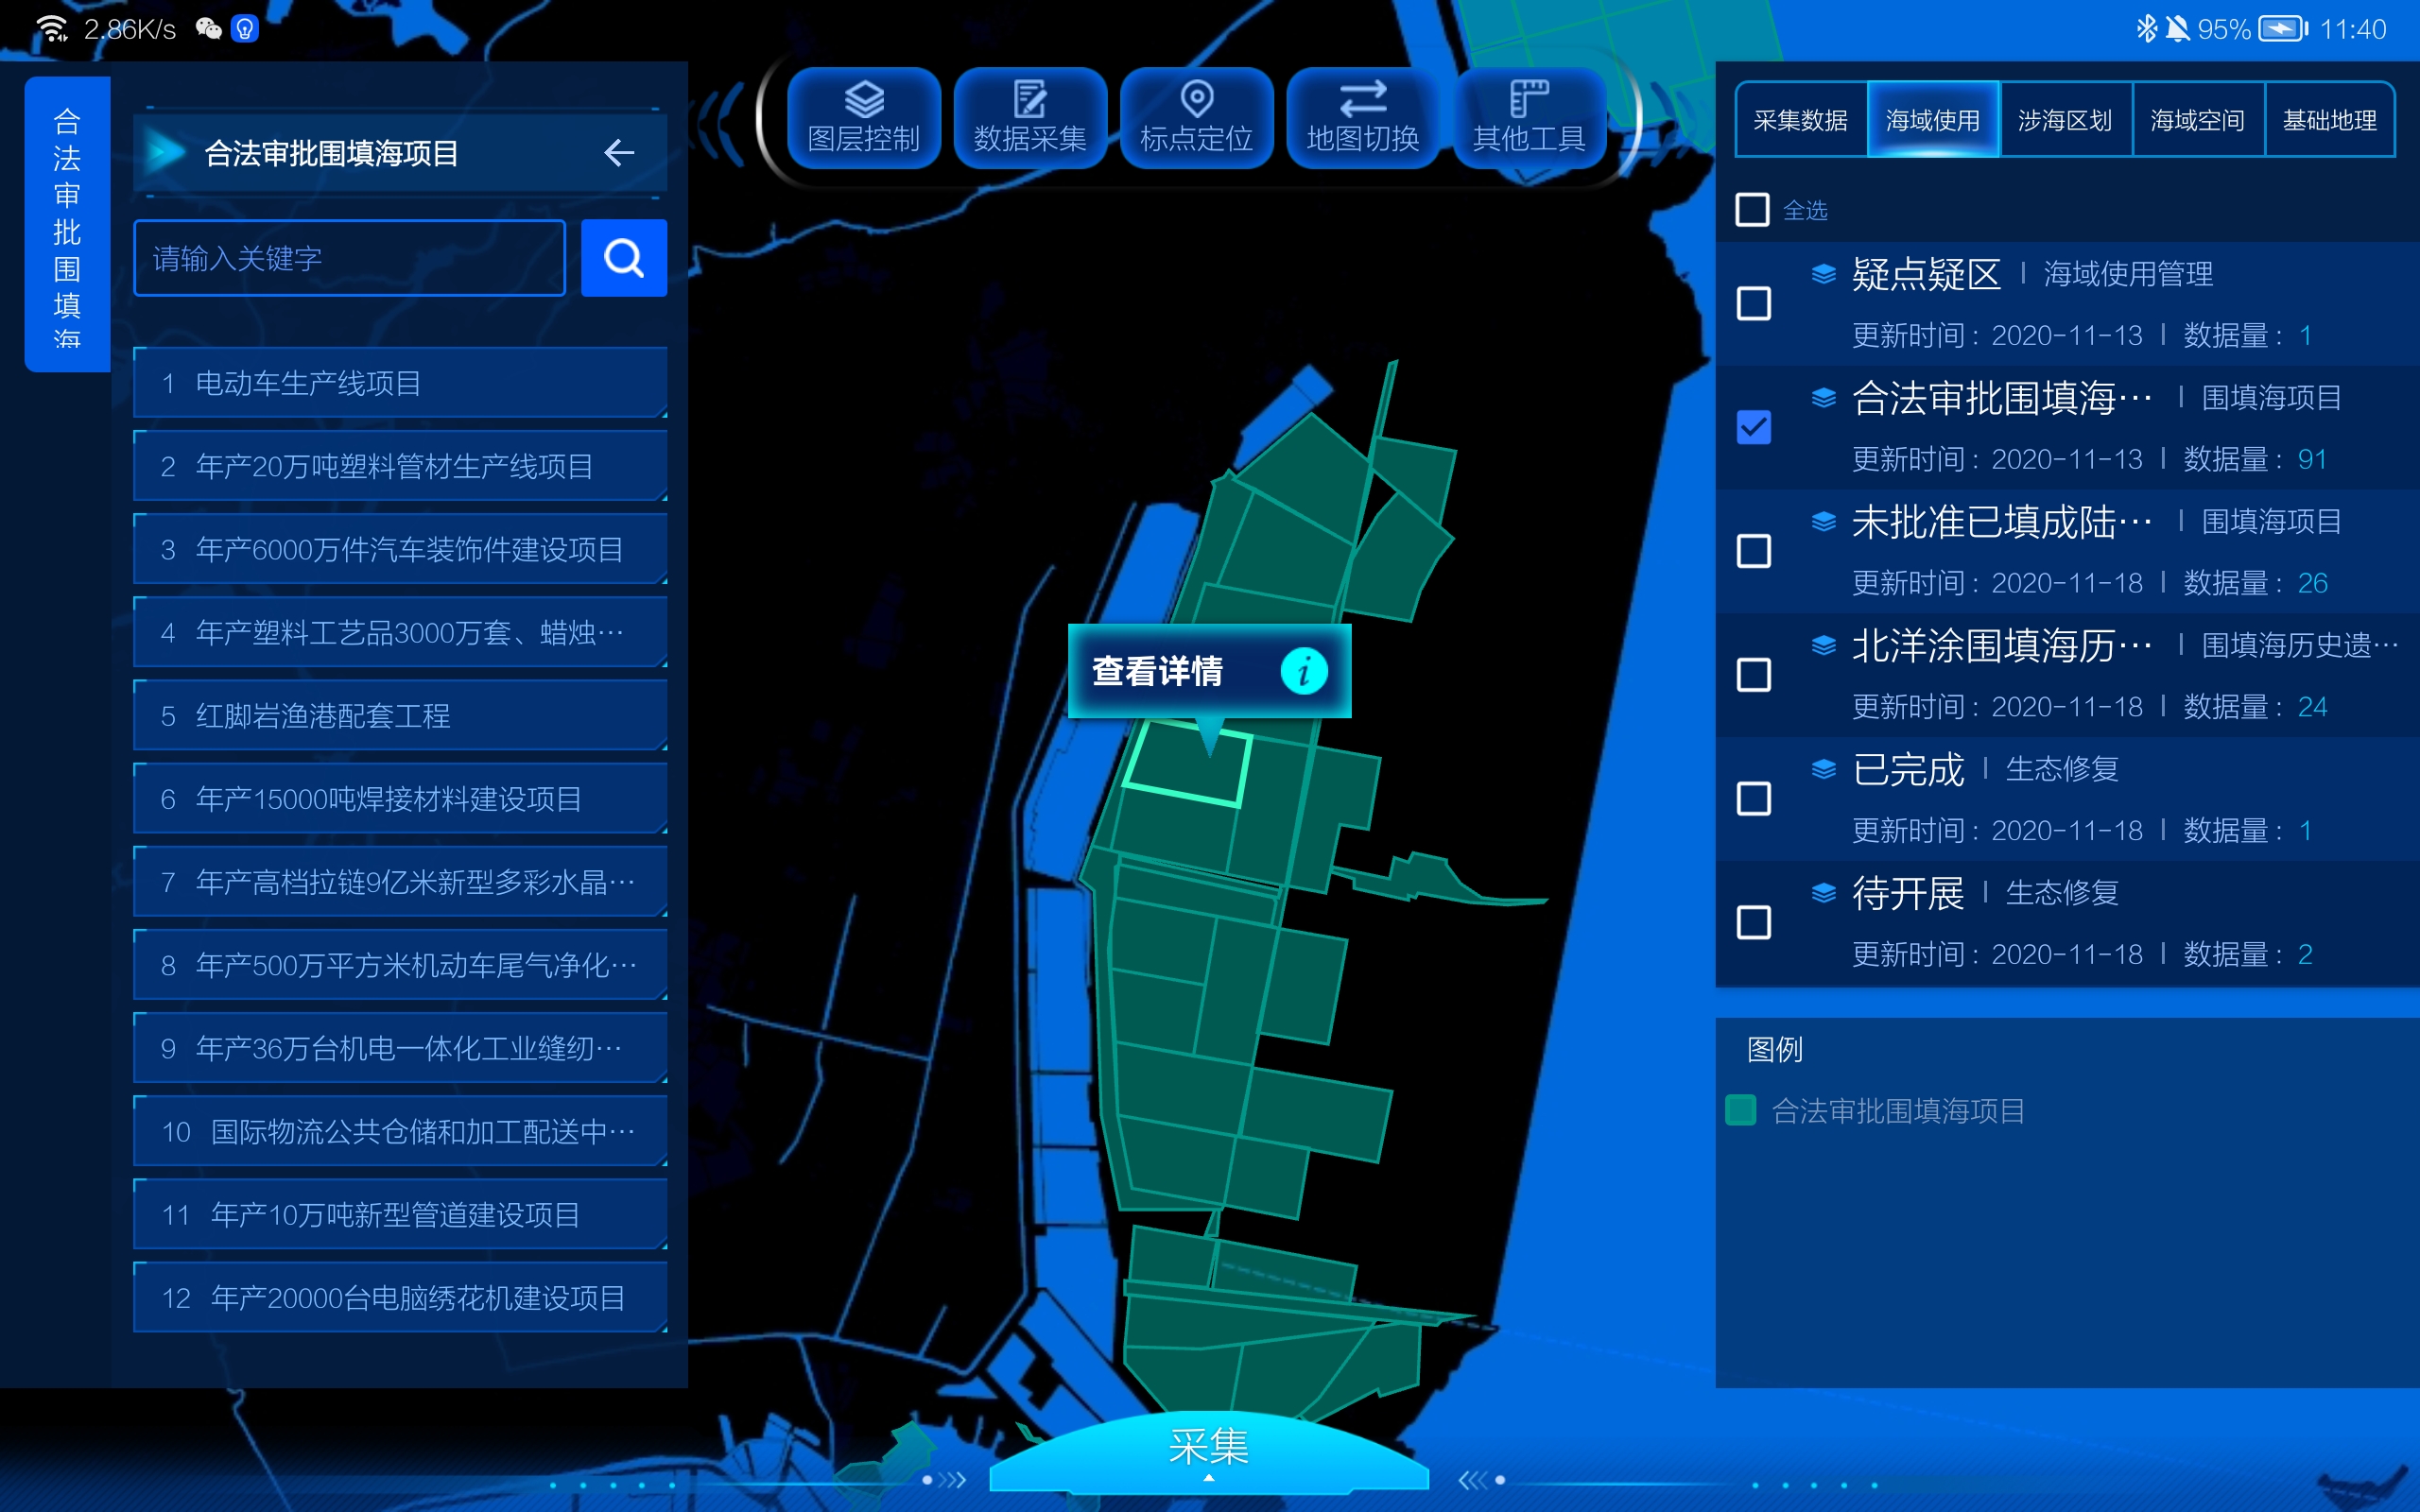 2.86K/s
95% 11:40
合法审批围填海
合法审批围填海项目
请输入关键字
1 电动车生产线项目
2 年产20万吨塑料管材生产线项目
3 年产6000万件汽车装饰件建设项目
4 年产塑料工艺品3000万套、蜡烛…
5 红脚岩渔港配套工程
6 年产15000吨焊接材料建设项目
7 年产高档拉链9亿米新型多彩水晶…
8 年产500万平方米机动车尾气净化…
9 年产36万台机电一体化工业缝纫…
10 国际物流公共仓储和加工配送中…
11 年产10万吨新型管道建设项目
12 年产20000台电脑绣花机建设项目
图层控制 数据采集 标点定位 地图切换 其他工具
查看详情
采集
采集数据 海域使用 涉海区划 海域空间 基础地理
全选
疑点疑区 | 海域使用管理
更新时间：2020-11-13 | 数据量：1
合法审批围填海… | 围填海项目
更新时间：2020-11-13 | 数据量：91
未批准已填成陆… | 围填海项目
更新时间：2020-11-18 | 数据量：26
北洋涂围填海历… | 围填海历史遗…
更新时间：2020-11-18 | 数据量：24
已完成 | 生态修复
更新时间：2020-11-18 | 数据量：1
待开展 | 生态修复
更新时间：2020-11-18 | 数据量：2
图例
合法审批围填海项目